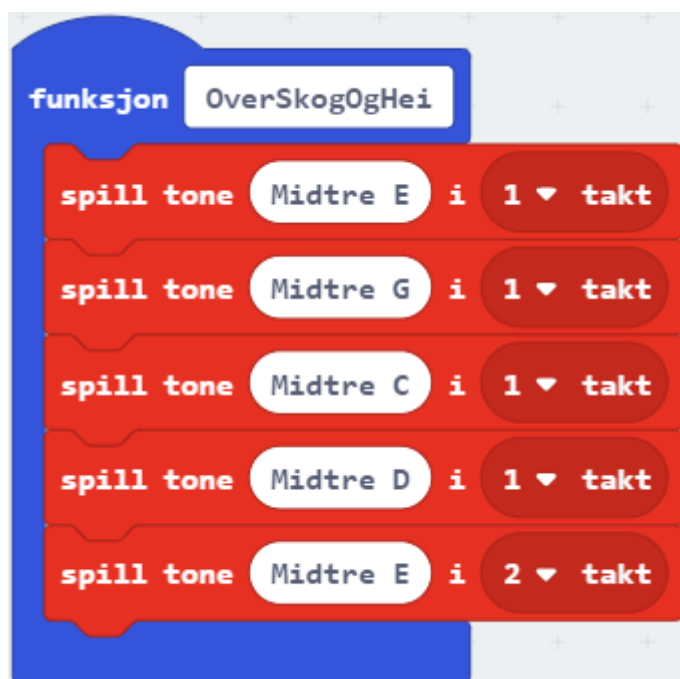 funksjon OverSkogOgHei
spill tone Midtre E i 1 takt
spill tone Midtre G i 1 takt
spill tone Midtre C i 1 takt
spill tone Midtre D i 1 takt
spill tone Midtre E i 2 takt